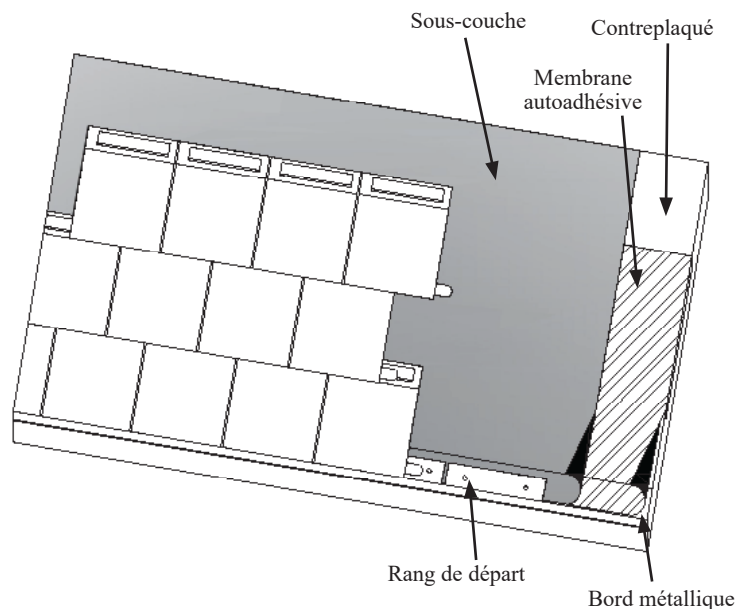 Sous-couche
Contreplaqué
Membrane
autoadhésive
Rang de départ
Bord métallique